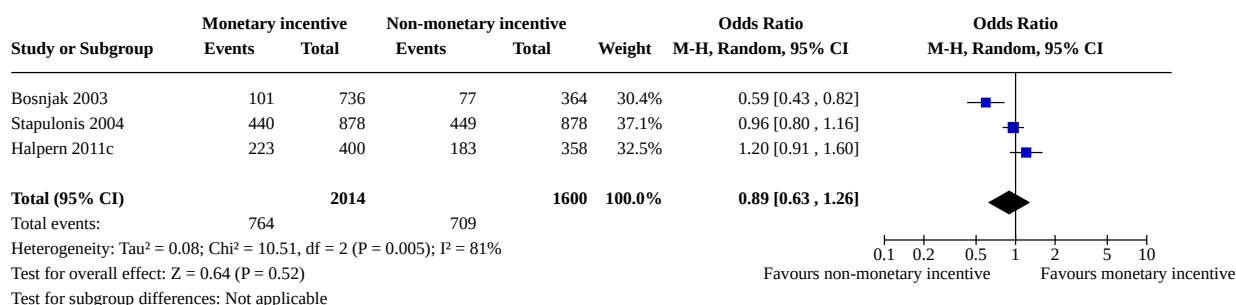 Monetary incentive Non-monetary incentive Odds Ratio Odds Ratio
Study or Subgroup Events Total Events Total Weight M-H, Random, 95% CI M-H, Random, 95% CI
Bosnjak 2003 101 736 77 364 30.4% 0.59 [0.43 , 0.82]
Stapulonis 2004 440 878 449 878 37.1% 0.96 [0.80 , 1.16]
Halpern 2011c 223 400 183 358 32.5% 1.20 [0.91 , 1.60]
Total (95% CI) 2014 1600 100.0% 0.89 [0.63 , 1.26]
Total events: 764 709
Heterogeneity: Tau² = 0.08; Chi² = 10.51, df = 2 (P = 0.005); I² = 81%
0.1 0.2 0.5 1 2 5 10
Test for overall effect: Z = 0.64 (P = 0.52) Favours non-monetary incentive Favours monetary incentive
Test for subgroup differences: Not applicable